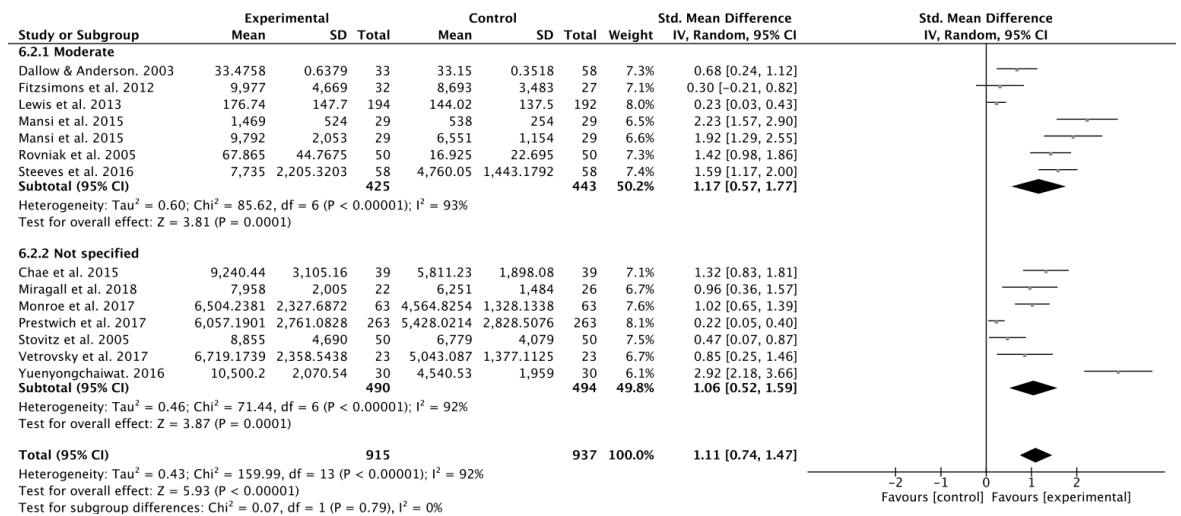 Experimental Control Std. Mean Difference Std. Mean Difference
Study or Subgroup Mean SD Total Mean SD Total Weight IV, Random, 95% CI IV, Random, 95% CI
6.2.1 Moderate
Dallow & Anderson. 2003 33.4758 0.6379 33 33.15 0.3518 58 7.3% 0.68 [0.24, 1.12]
Fitzsimons et al. 2012 9,977 4,669 32 8,693 3,483 27 7.1% 0.30 [-0.21, 0.82]
Lewis et al. 2013 176.74 147.7 194 144.02 137.5 192 8.0% 0.23 [0.03, 0.43]
Mansi et al. 2015 1,469 524 29 538 254 29 6.5% 2.23 [1.57, 2.90]
Mansi et al. 2015 9,792 2,053 29 6,551 1,154 29 6.6% 1.92 [1.29, 2.55]
Rovniak et al. 2005 67.865 44.7675 50 16.925 22.695 50 7.3% 1.42 [0.98, 1.86]
Steeves et al. 2016 7,735 2,205.3203 58 4,760.05 1,443.1792 58 7.4% 1.59 [1.17, 2.00]
Subtotal (95% CI) 425 443 50.2% 1.17 [0.57, 1.77]
Heterogeneity: Tau² = 0.60; Chi² = 85.62, df = 6 (P < 0.00001); I² = 93%
Test for overall effect: Z = 3.81 (P = 0.0001)
6.2.2 Not specified
Chae et al. 2015 9,240.44 3,105.16 39 5,811.23 1,898.08 39 7.1% 1.32 [0.83, 1.81]
Miragall et al. 2018 7,958 2,005 22 6,251 1,484 26 6.7% 0.96 [0.36, 1.57]
Monroe et al. 2017 6,504.2381 2,327.6872 63 4,564.8254 1,328.1338 63 7.6% 1.02 [0.65, 1.39]
Prestwich et al. 2017 6,057.1901 2,761.0828 263 5,428.0214 2,828.5076 263 8.1% 0.22 [0.05, 0.40]
Stovitz et al. 2005 8,855 4,690 50 6,779 4,079 50 7.5% 0.47 [0.07, 0.87]
Vetrovsky et al. 2017 6,719.1739 2,358.5438 23 5,043.087 1,377.1125 23 6.7% 0.85 [0.25, 1.46]
Yuenyongchaiwat. 2016 10,500.2 2,070.54 30 4,540.53 1,959 30 6.1% 2.92 [2.18, 3.66]
Subtotal (95% CI) 490 494 49.8% 1.06 [0.52, 1.59]
Heterogeneity: Tau² = 0.46; Chi² = 71.44, df = 6 (P < 0.00001); I² = 92%
Test for overall effect: Z = 3.87 (P = 0.0001)
Total (95% CI) 915 937 100.0% 1.11 [0.74, 1.47]
Heterogeneity: Tau² = 0.43; Chi² = 159.99, df = 13 (P < 0.00001); I² = 92%
Test for overall effect: Z = 5.93 (P < 0.00001)
Test for subgroup differences: Chi² = 0.07, df = 1 (P = 0.79), I² = 0%
-2 -1 0 1 2
Favours [control] Favours [experimental]